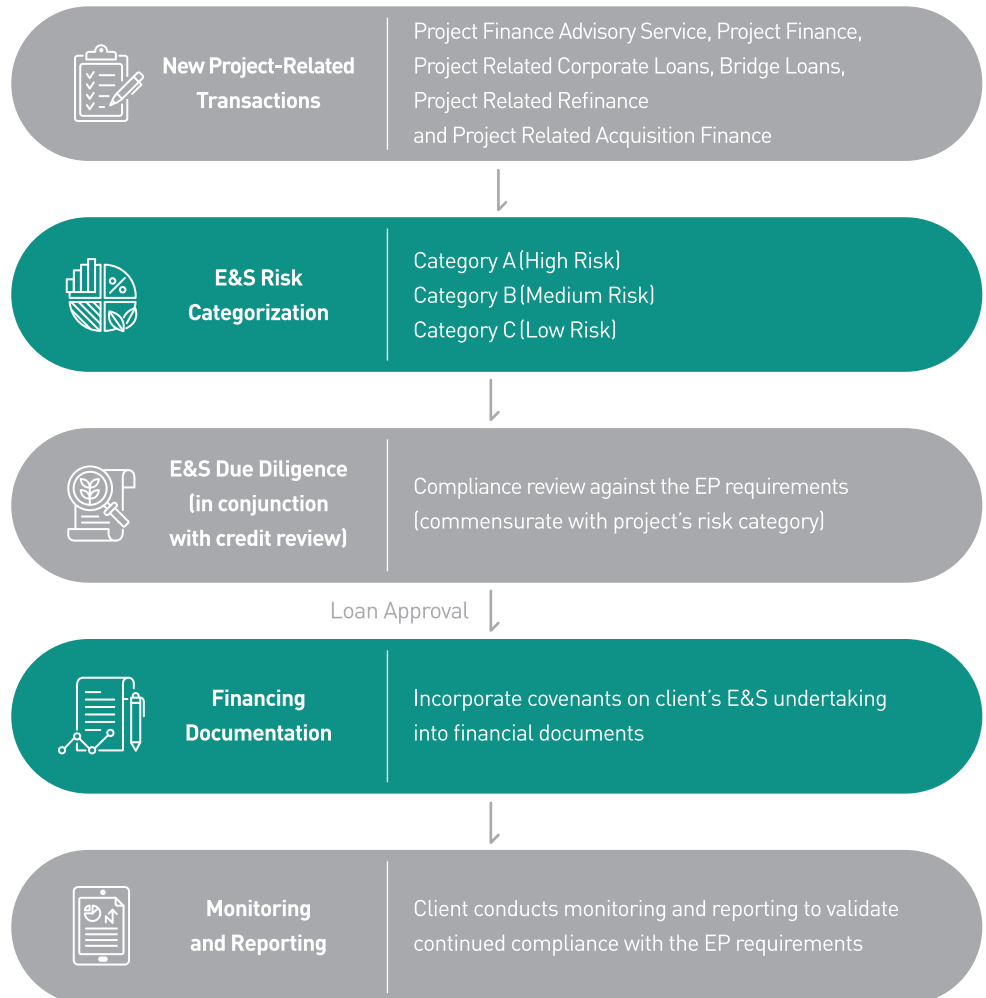 New Project-Related
Transactions
Project Finance Advisory Service, Project Finance,
Project Related Corporate Loans, Bridge Loans,
Project Related Refinance
and Project Related Acquisition Finance
E&S Risk
Categorization
Category A (High Risk)
Category B (Medium Risk)
Category C (Low Risk)
E&S Due Diligence
(in conjunction
with credit review)
Compliance review against the EP requirements
(commensurate with project's risk category)
Loan Approval
Financing
Documentation
Incorporate covenants on client's E&S undertaking
into financial documents
Monitoring
and Reporting
Client conducts monitoring and reporting to validate
continued compliance with the EP requirements